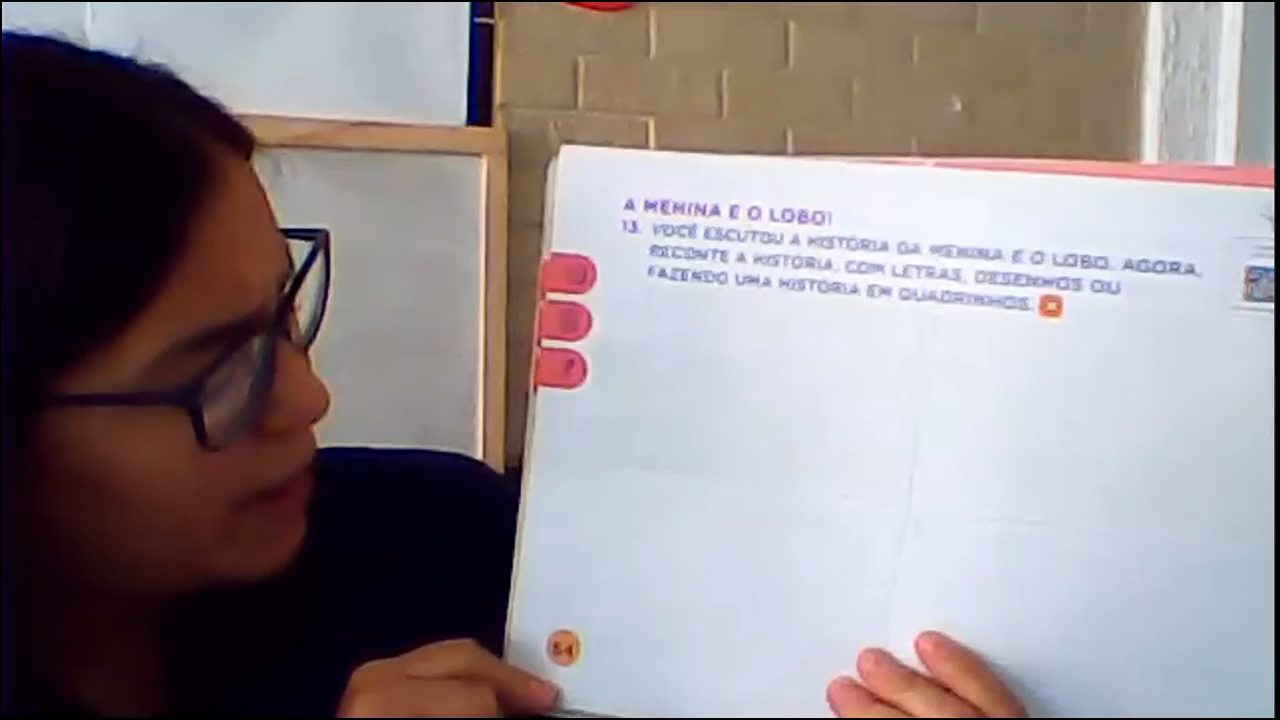 A MENINA E O LOBO!
13. VOCÊ ESCUTOU A HISTÓRIA DA MENINA E O LOBO. AGORA,
RECONTE A HISTÓRIA, COM LETRAS, DESENHOS OU
FAZENDO UMA HISTÓRIA EM QUADRINHOS.
54